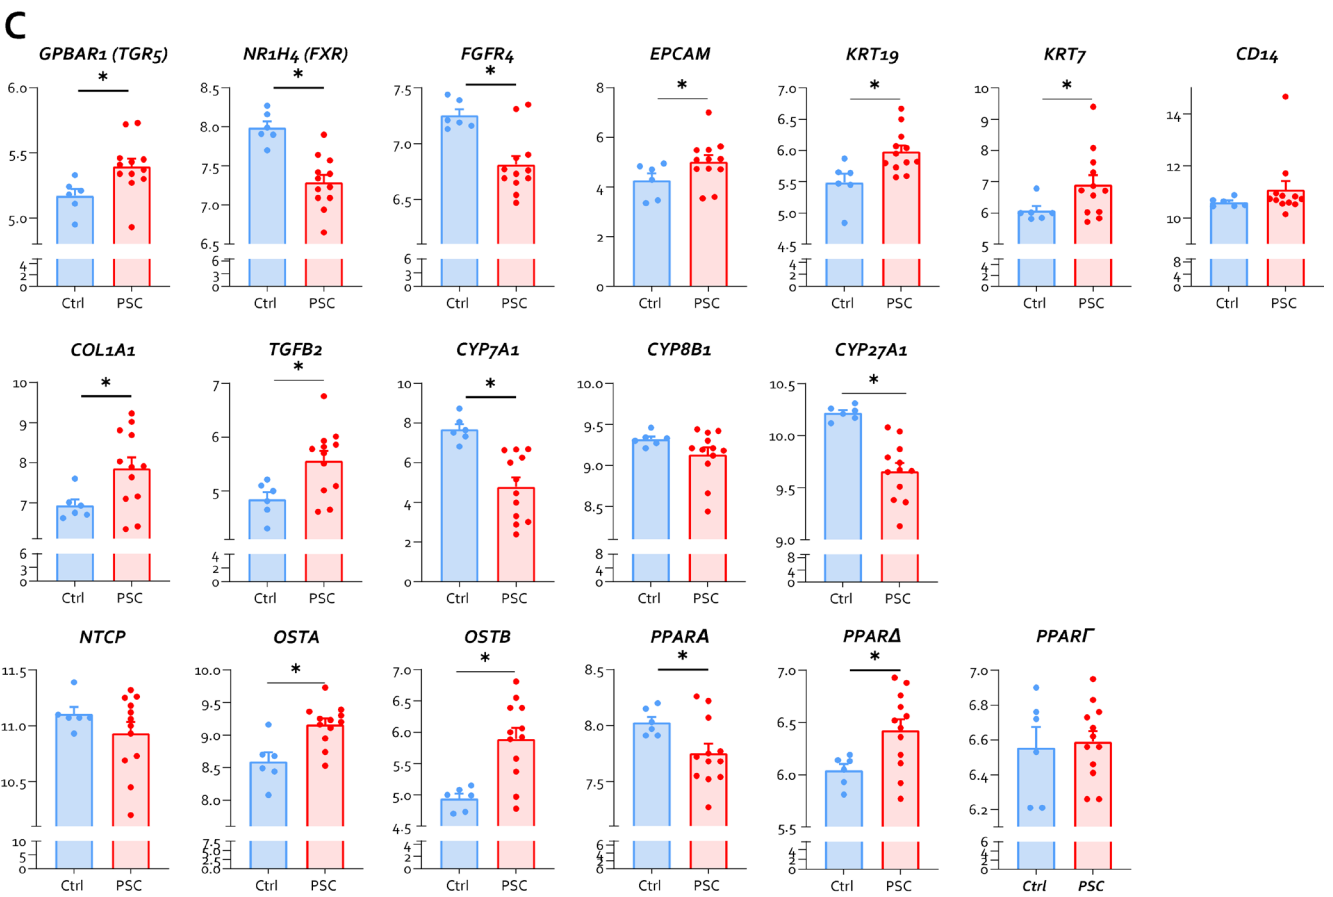 C
GPBAR1 (TGR5) NR1H4 (FXR) FGFR4 EPCAM KRT19 KRT7 CD14
* * * * * *
6.0 5.5 5.0 4 2 0
8.5 8.0 7.5 7.0 6.5 6 3 0
7.5 7.0 6.5 6 0
8 6 4 2 0
7.0 6.5 6.0 5.5 5.0 4.5 4 2 0
10 9 8 7 6 5 4 2 0
14 12 10 8 4 0
Ctrl PSC Ctrl PSC Ctrl PSC Ctrl PSC Ctrl PSC Ctrl PSC Ctrl PSC
COL1A1 TGFB2 CYP7A1 CYP8B1 CYP27A1
* * * *
10 9 8 7 6 3 0
7 6 5 4 2 0
10 8 6 4 2 0
10.0 9.5 9.0 8.5 8 4 0
10.5 10.0 9.5 9.0 8 4 0
Ctrl PSC Ctrl PSC Ctrl PSC Ctrl PSC Ctrl PSC
NTCP OSTA OSTB PPARA PPARΔ PPARΓ
* * * *
11.5 11.0 10.5 10 5 0
10.0 9.5 9.0 8.5 8.0 7.5 5.0 2.5 0.0
7.0 6.5 6.0 5.5 5.0 4.5 4 2 0
8.5 8.0 7.5 6 4 2 0
7.0 6.5 6.0 5.5 4 2 0
7.0 6.8 6.6 6.4 6.2 6 4 2 0
Ctrl PSC Ctrl PSC Ctrl PSC Ctrl PSC Ctrl PSC Ctrl PSC